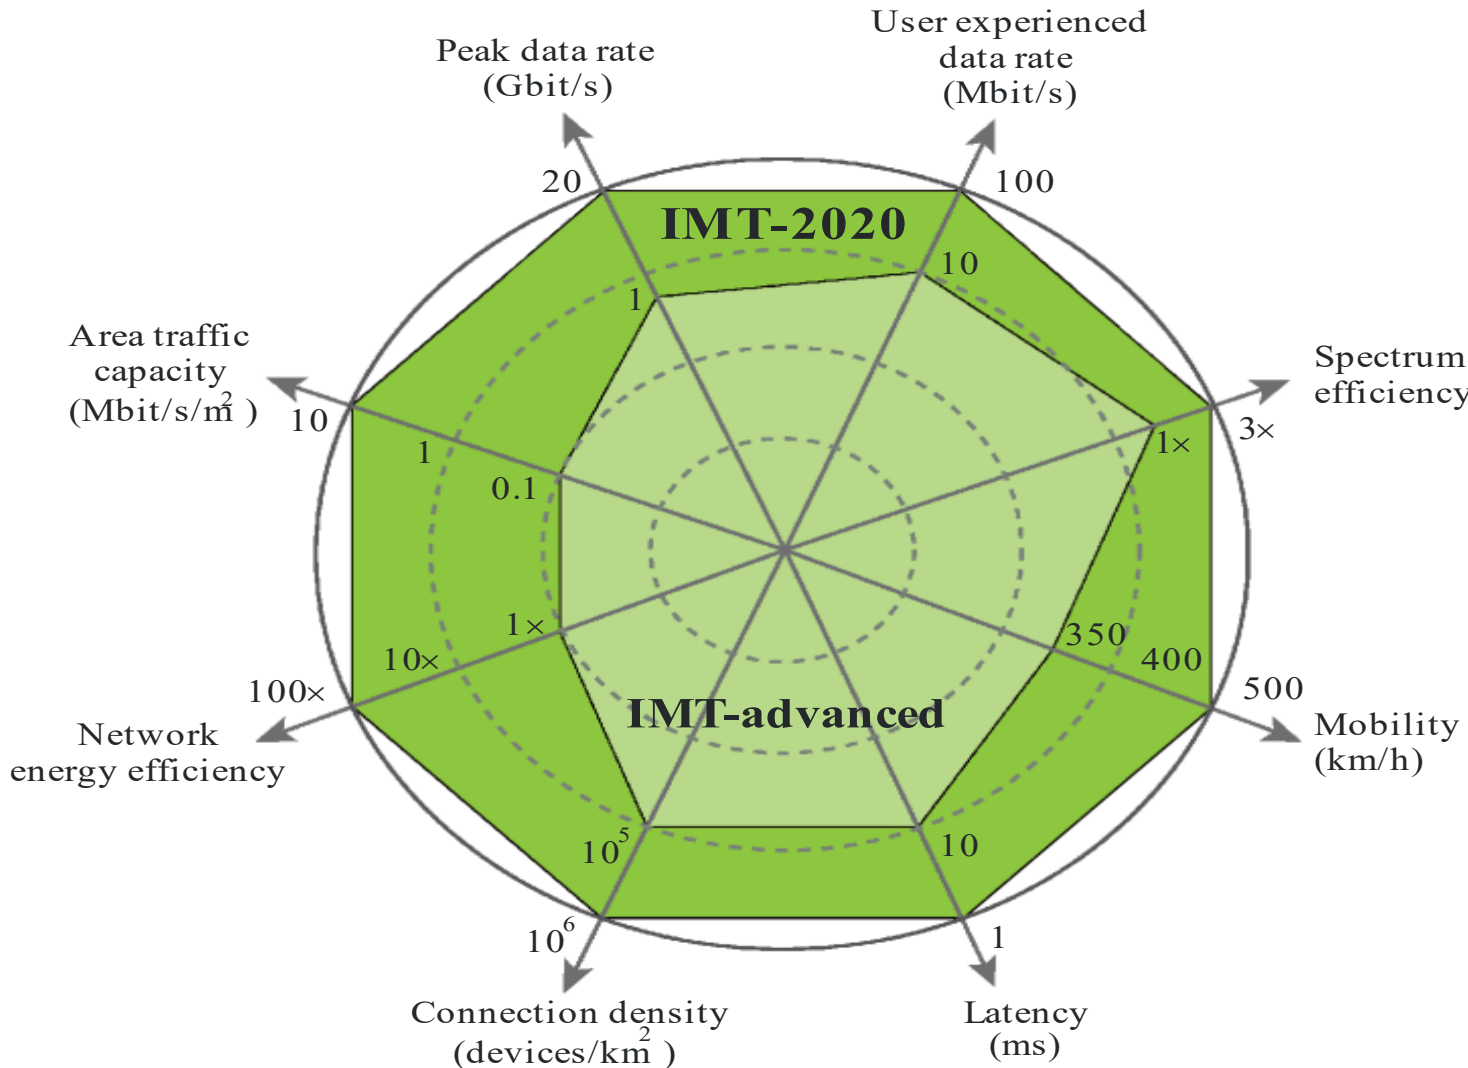 User experienced
data rate
(Mbit/s)
Peak data rate
(Gbit/s)
20
100
IMT-2020
10
1
Area traffic
capacity
(Mbit/s/m²)
10
1
0.1
Spectrum
efficiency
1×
3×
1×
10×
100×
Network
energy efficiency
350
400
500
Mobility
(km/h)
IMT-advanced
10⁵
10⁶
10
1
Connection density
(devices/km²)
Latency
(ms)